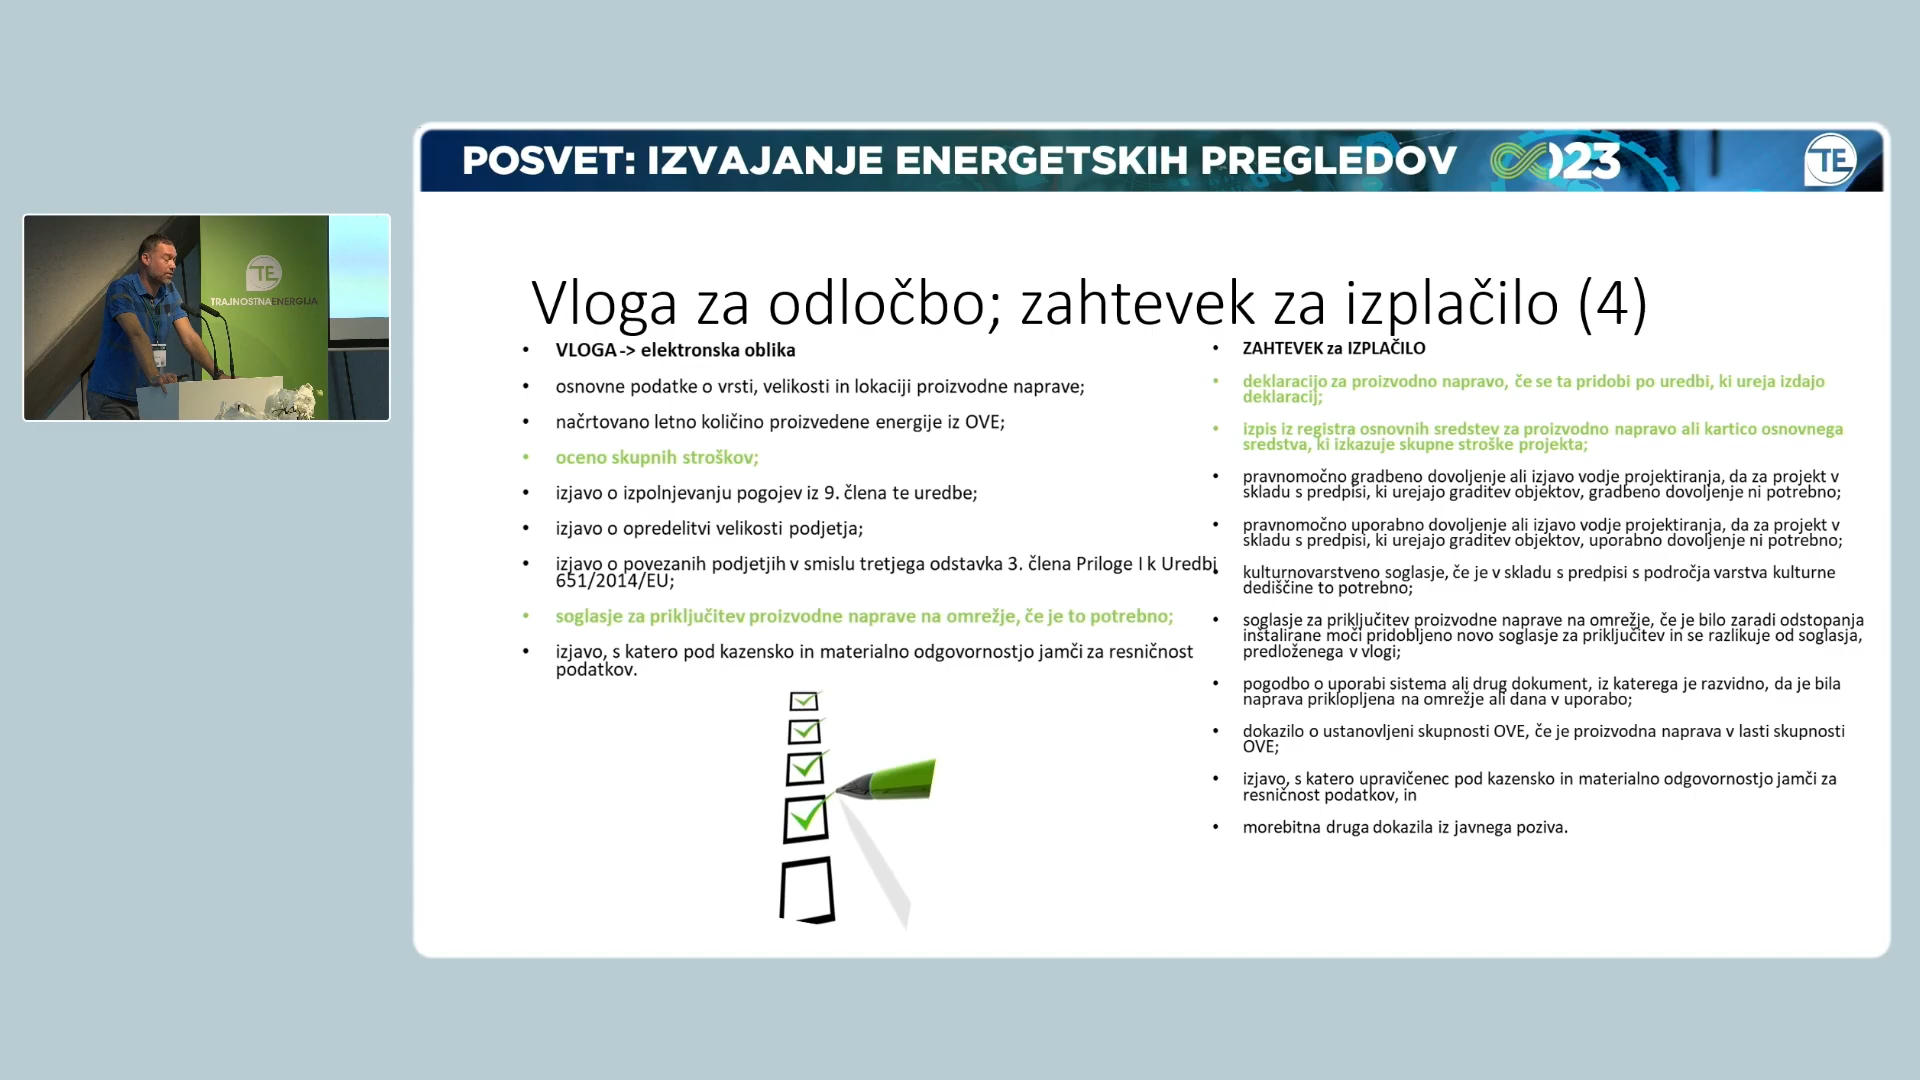 POSVET: IZVAJANJE ENERGETSKIH PREGLEDOV
023
TE
TE
TRAJNOSTNAENERGIJA
Vloga za odločbo; zahtevek za izplačilo (4)
• VLOGA -> elektronska oblika
• osnovne podatke o vrsti, velikosti in lokaciji proizvodne naprave;
• načrtovano letno količino proizvedene energije iz OVE;
• oceno skupnih stroškov;
• izjavo o izpolnjevanju pogojev iz 9. člena te uredbe;
• izjavo o opredelitvi velikosti podjetja;
• izjavo o povezanih podjetjih v smislu tretjega odstavka 3. člena Priloge I k Uredbi
651/2014/EU;
• soglasje za priključitev proizvodne naprave na omrežje, če je to potrebno;
• izjavo, s katero pod kazensko in materialno odgovornostjo jamči za resničnost
podatkov.
• ZAHTEVEK za IZPLAČILO
• deklaracijo za proizvodno napravo, če se ta pridobi po uredbi, ki ureja izdajo
deklaracij;
• izpis iz registra osnovnih sredstev za proizvodno napravo ali kartico osnovnega
sredstva, ki izkazuje skupne stroške projekta;
• pravnomočno gradbeno dovoljenje ali izjavo vodje projektiranja, da za projekt v
skladu s predpisi, ki urejajo graditev objektov, gradbeno dovoljenje ni potrebno;
• pravnomočno uporabno dovoljenje ali izjavo vodje projektiranja, da za projekt v
skladu s predpisi, ki urejajo graditev objektov, uporabno dovoljenje ni potrebno;
• kulturnovarstveno soglasje, če je v skladu s predpisi s področja varstva kulturne
dediščine to potrebno;
• soglasje za priključitev proizvodne naprave na omrežje, če je bilo zaradi odstopanja
inštalirane moči pridobljeno novo soglasje za priključitev in se razlikuje od soglasja,
predloženega v vlogi;
• pogodbo o uporabi sistema ali drug dokument, iz katerega je razvidno, da je bila
naprava priklopljena na omrežje ali dana v uporabo;
• dokazilo o ustanovljeni skupnosti OVE, če je proizvodna naprava v lasti skupnosti
OVE;
• izjavo, s katero upravičenec pod kazensko in materialno odgovornostjo jamči za
resničnost podatkov, in
• morebitna druga dokazila iz javnega poziva.